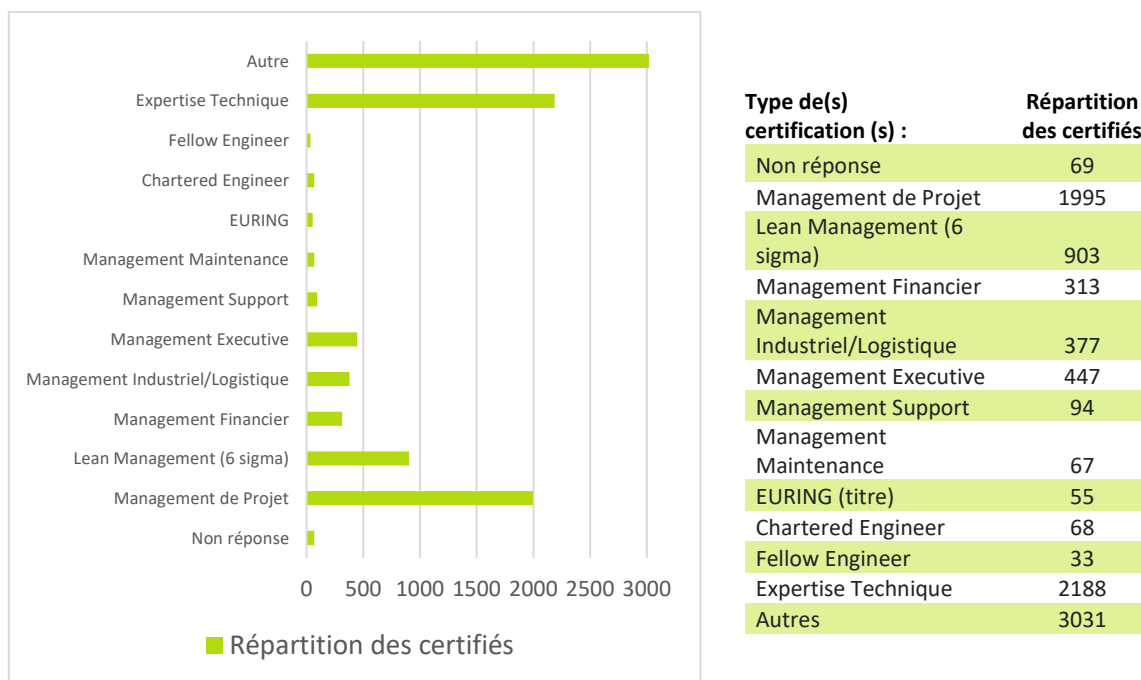 Autre
Expertise Technique
Fellow Engineer
Chartered Engineer
EURING
Management Maintenance
Management Support
Management Executive
Management Industriel/Logistique
Management Financier
Lean Management (6 sigma)
Management de Projet
Non réponse
0 500 1000 1500 2000 2500 3000
Répartition des certifiés
Type de(s) Répartition
certification (s) : des certifiés
Non réponse 69
Management de Projet 1995
Lean Management (6
sigma) 903
Management Financier 313
Management
Industriel/Logistique 377
Management Executive 447
Management Support 94
Management
Maintenance 67
EURING (titre) 55
Chartered Engineer 68
Fellow Engineer 33
Expertise Technique 2188
Autres 3031